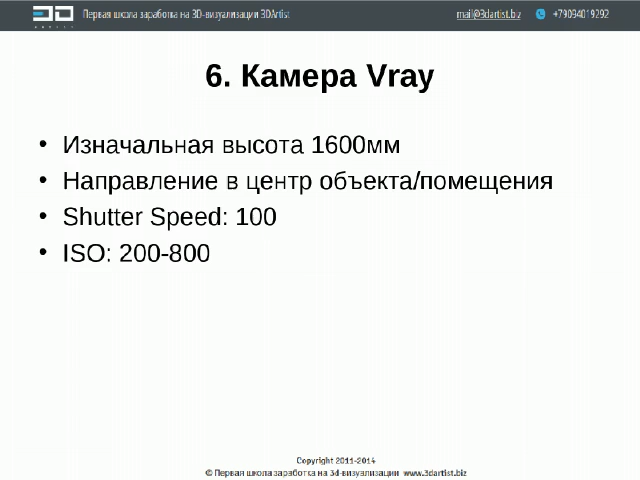 3D Первая школа заработка на 3D-визуализации 3DArtist mail@3dartist.biz +79094019292
6. Камера Vray
• Изначальная высота 1600мм
• Направление в центр объекта/помещения
• Shutter Speed: 100
• ISO: 200-800
Copyright 2011-2014
© Первая школа заработка на 3d-визуализации www.3dartist.biz